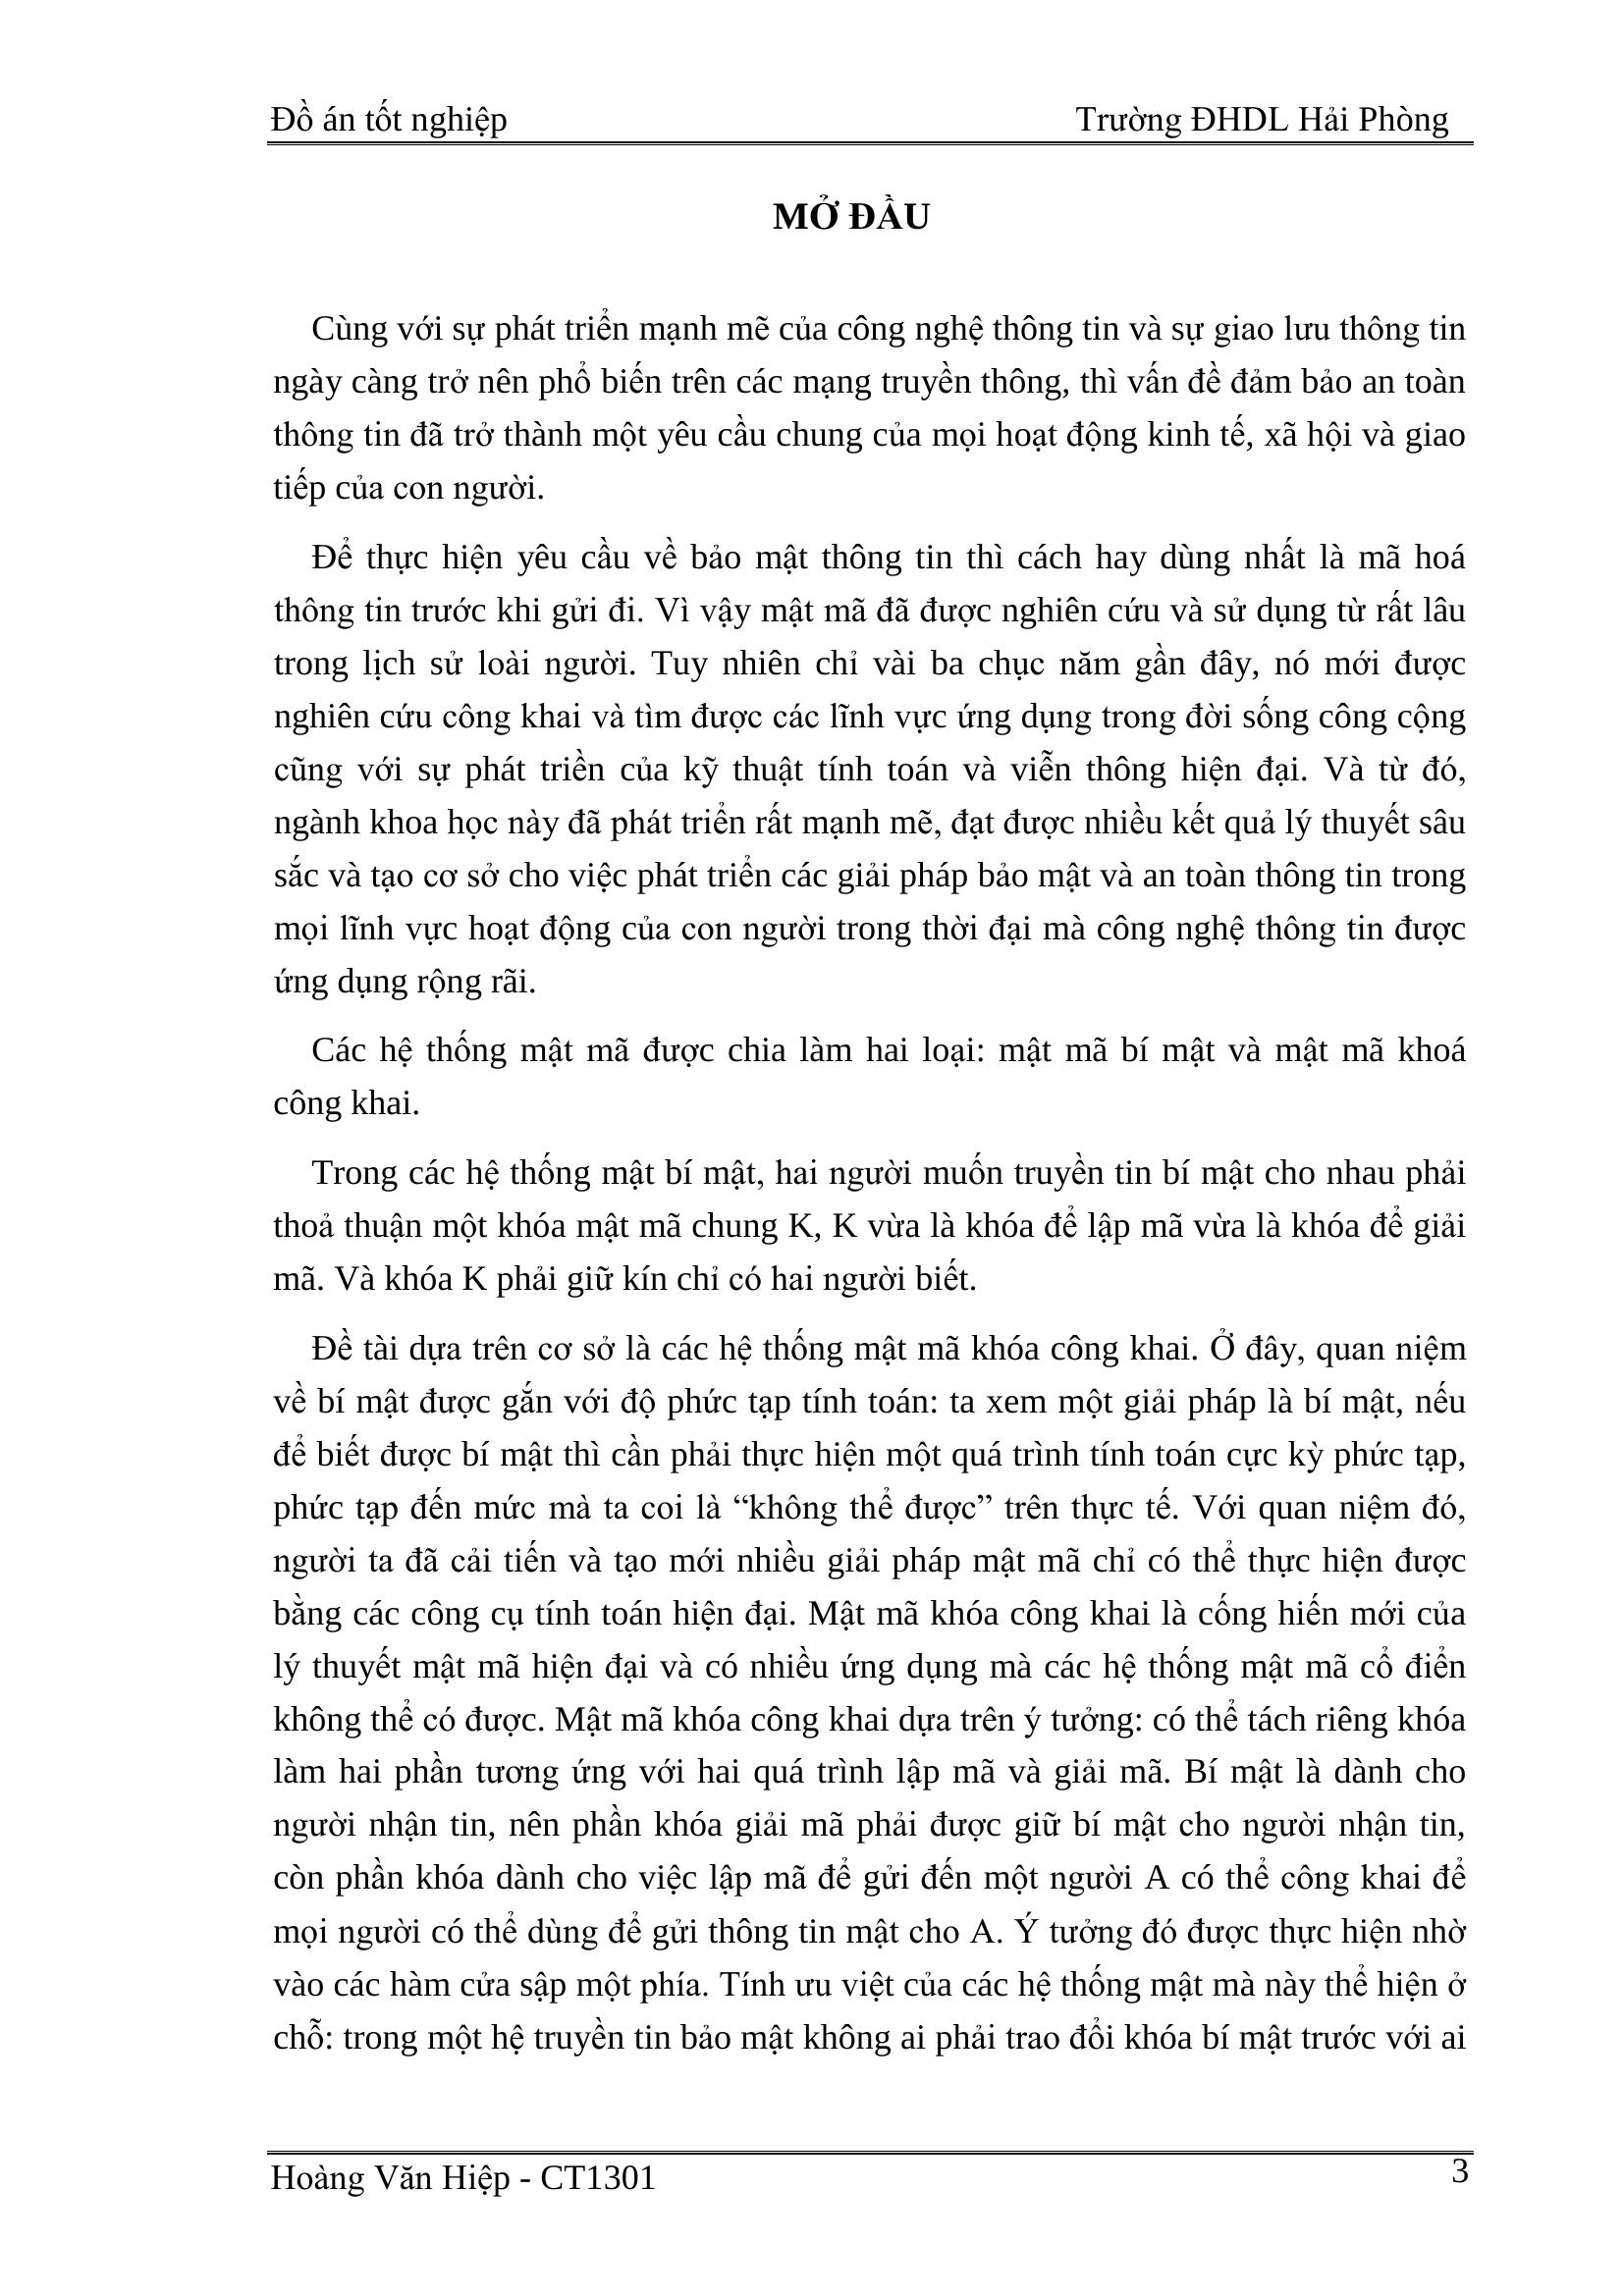 Đồ án tốt nghiệp Trường ĐHDL Hải Phòng
MỞ ĐẦU
Cùng với sự phát triển mạnh mẽ của công nghệ thông tin và sự giao lưu thông tin
ngày càng trở nên phổ biến trên các mạng truyền thông, thì vấn đề đảm bảo an toàn
thông tin đã trở thành một yêu cầu chung của mọi hoạt động kinh tế, xã hội và giao
tiếp của con người.
Để thực hiện yêu cầu về bảo mật thông tin thì cách hay dùng nhất là mã hoá
thông tin trước khi gửi đi. Vì vậy mật mã đã được nghiên cứu và sử dụng từ rất lâu
trong lịch sử loài người. Tuy nhiên chỉ vài ba chục năm gần đây, nó mới được
nghiên cứu công khai và tìm được các lĩnh vực ứng dụng trong đời sống công cộng
cũng với sự phát triền của kỹ thuật tính toán và viễn thông hiện đại. Và từ đó,
ngành khoa học này đã phát triển rất mạnh mẽ, đạt được nhiều kết quả lý thuyết sâu
sắc và tạo cơ sở cho việc phát triển các giải pháp bảo mật và an toàn thông tin trong
mọi lĩnh vực hoạt động của con người trong thời đại mà công nghệ thông tin được
ứng dụng rộng rãi.
Các hệ thống mật mã được chia làm hai loại: mật mã bí mật và mật mã khoá
công khai.
Trong các hệ thống mật bí mật, hai người muốn truyền tin bí mật cho nhau phải
thoả thuận một khóa mật mã chung K, K vừa là khóa để lập mã vừa là khóa để giải
mã. Và khóa K phải giữ kín chỉ có hai người biết.
Đề tài dựa trên cơ sở là các hệ thống mật mã khóa công khai. Ở đây, quan niệm
về bí mật được gắn với độ phức tạp tính toán: ta xem một giải pháp là bí mật, nếu
để biết được bí mật thì cần phải thực hiện một quá trình tính toán cực kỳ phức tạp,
phức tạp đến mức mà ta coi là “không thể được” trên thực tế. Với quan niệm đó,
người ta đã cải tiến và tạo mới nhiều giải pháp mật mã chỉ có thể thực hiện được
bằng các công cụ tính toán hiện đại. Mật mã khóa công khai là cống hiến mới của
lý thuyết mật mã hiện đại và có nhiều ứng dụng mà các hệ thống mật mã cổ điển
không thể có được. Mật mã khóa công khai dựa trên ý tưởng: có thể tách riêng khóa
làm hai phần tương ứng với hai quá trình lập mã và giải mã. Bí mật là dành cho
người nhận tin, nên phần khóa giải mã phải được giữ bí mật cho người nhận tin,
còn phần khóa dành cho việc lập mã để gửi đến một người A có thể công khai để
mọi người có thể dùng để gửi thông tin mật cho A. Ý tưởng đó được thực hiện nhờ
vào các hàm cửa sập một phía. Tính ưu việt của các hệ thống mật mà này thể hiện ở
chỗ: trong một hệ truyền tin bảo mật không ai phải trao đổi khóa bí mật trước với ai
Hoàng Văn Hiệp - CT1301 3